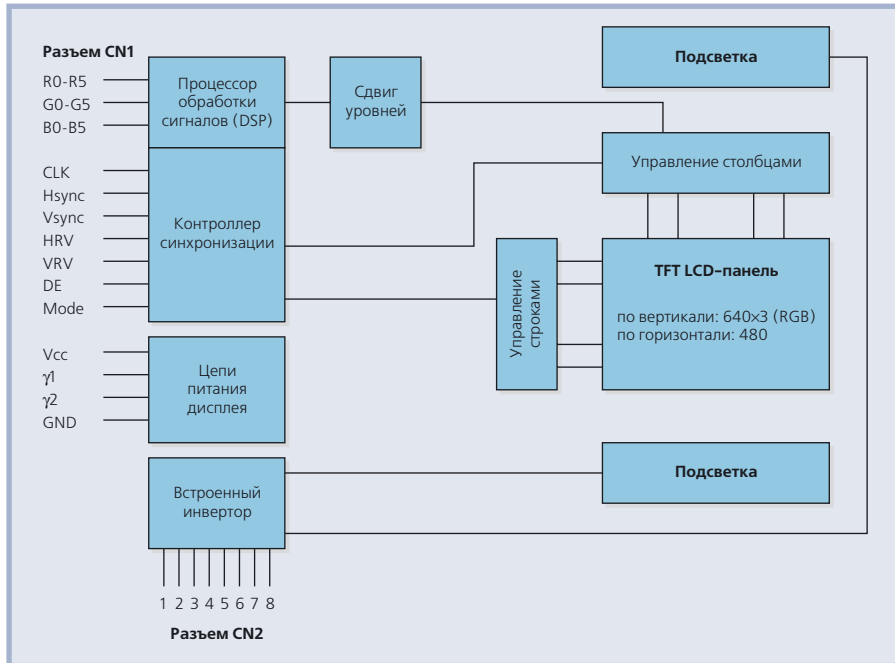 Разъем CN1
R0-R5
G0-G5
B0-B5
CLK
Hsync
Vsync
HRV
VRV
DE
Mode
Vcc
γ1
γ2
GND
Процессор
обработки
сигналов (DSP)
Контроллер
синхронизации
Цепи
питания
дисплея
Встроенный
инвертор
1 2 3 4 5 6 7 8
Разъем CN2
Сдвиг
уровней
Подсветка
Управление столбцами
Управление
строками
TFT LCD–панель
по вертикали: 640×3 (RGB)
по горизонтали: 480
Подсветка